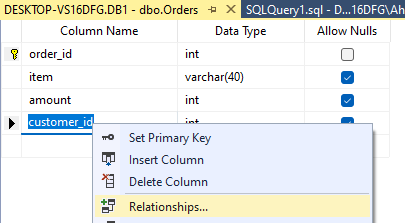 DESKTOP-VS16DFG.DB1 - dbo.Orders SQLQuery1.sql - D...16DFG\Ah
Column Name Data Type Allow Nulls
order_id int
item varchar(40)
amount int
customer_id int
Set Primary Key
Insert Column
Delete Column
Relationships...